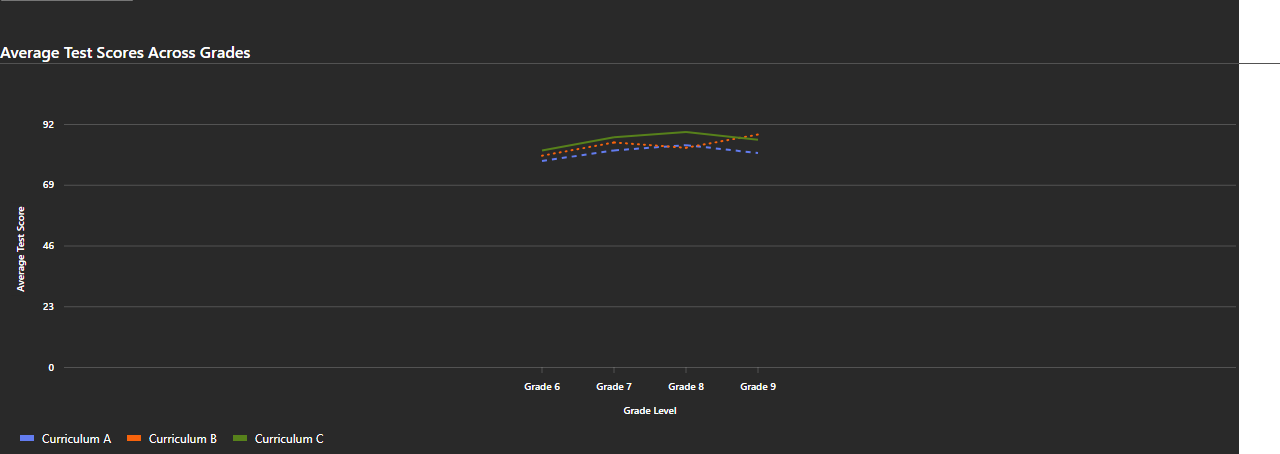 Average Test Scores Across Grades
92
69
46
23
0
Average Test Score
Grade 6 Grade 7 Grade 8 Grade 9
Grade Level
Curriculum A Curriculum B Curriculum C